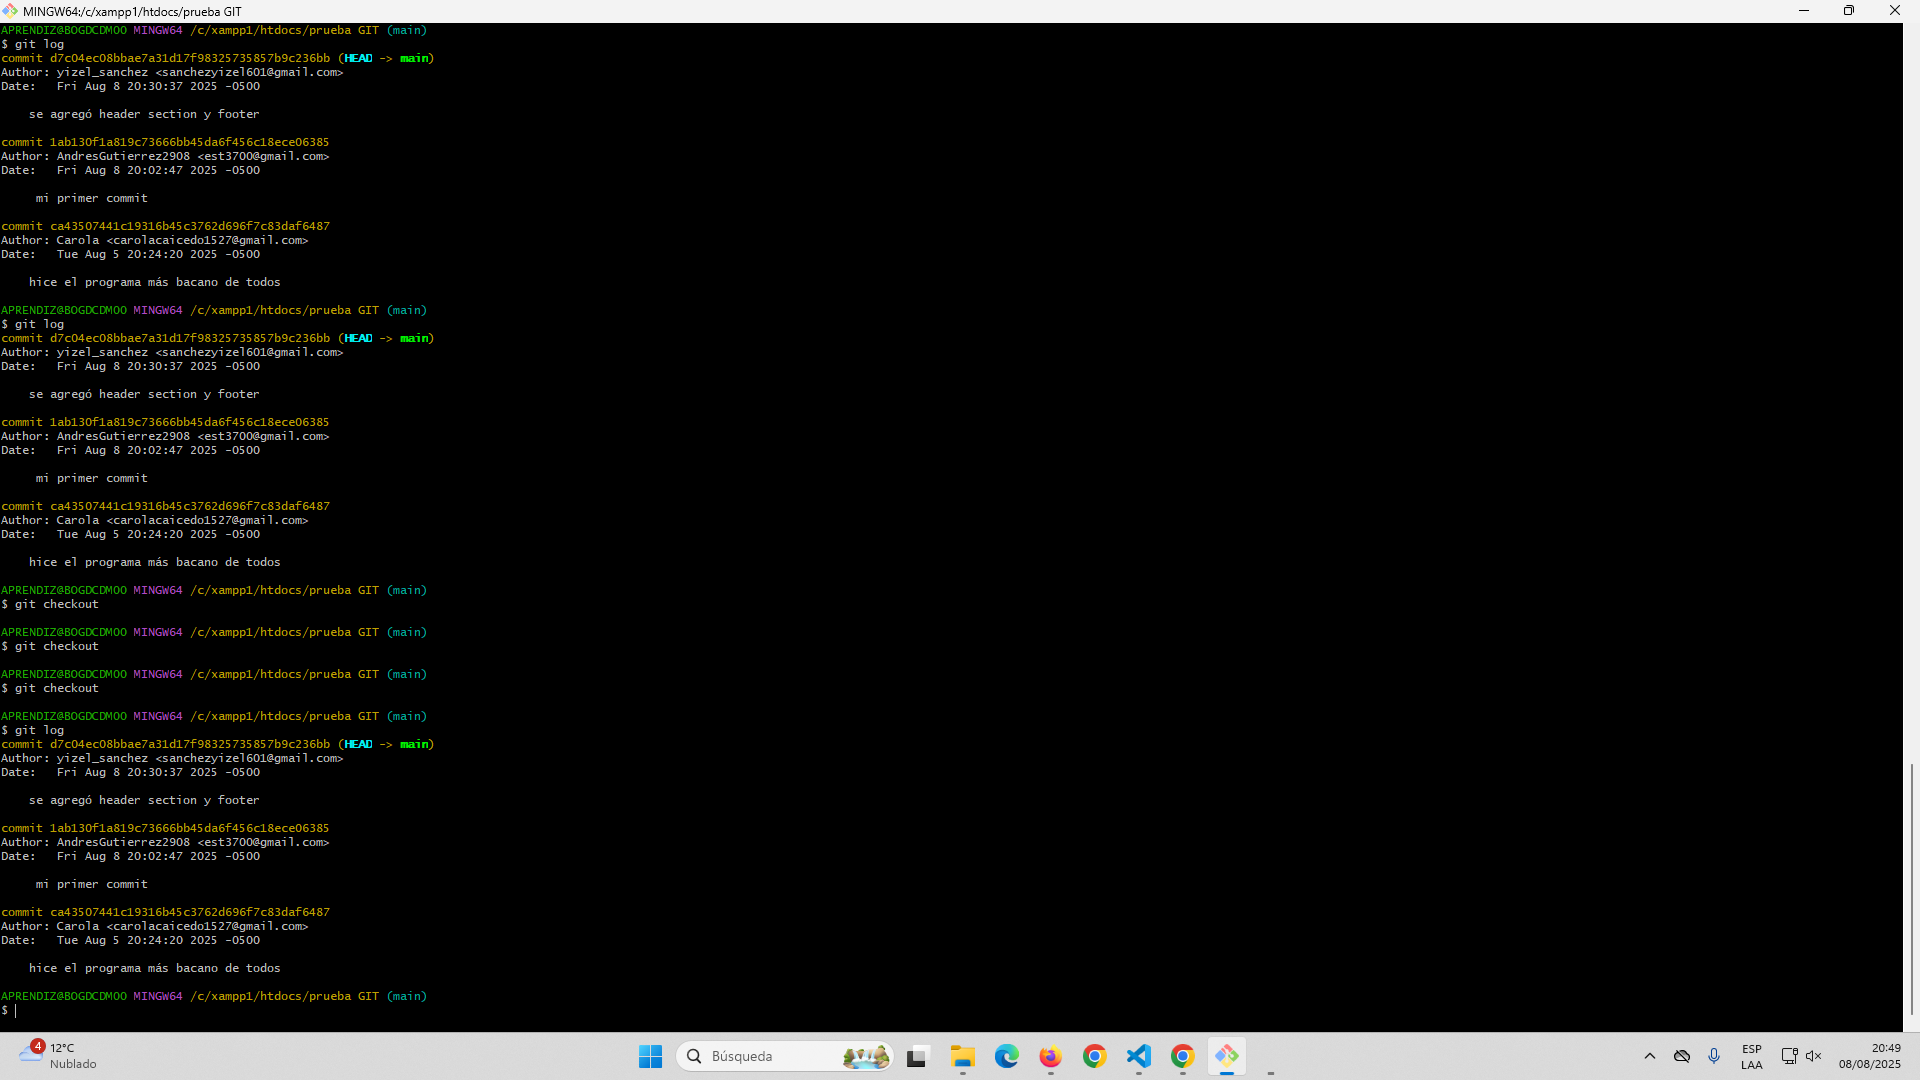 MINGW64:/c/xampp1/htdocs/prueba GIT
APRENDIZ@BOGDCDM00 MINGW64 /c/xampp1/htdocs/prueba GIT (main)
$ git log
commit d7c04ec08bbae7a31d17f98325735857b9c236bb (HEAD -> main)
Author: yizel_sanchez <sanchezyizel601@gmail.com>
Date:   Fri Aug 8 20:30:37 2025 -0500
    se agregó header section y footer
commit 1ab130f1a819c73666bb45da6f456c18ece06385
Author: AndresGutierrez2908 <est3700@gmail.com>
Date:   Fri Aug 8 20:02:47 2025 -0500
     mi primer commit
commit ca43507441c19316b45c3762d696f7c83daf6487
Author: Carola <carolacaicedo1527@gmail.com>
Date:   Tue Aug 5 20:24:20 2025 -0500
    hice el programa más bacano de todos
APRENDIZ@BOGDCDM00 MINGW64 /c/xampp1/htdocs/prueba GIT (main)
$ git log
commit d7c04ec08bbae7a31d17f98325735857b9c236bb (HEAD -> main)
Author: yizel_sanchez <sanchezyizel601@gmail.com>
Date:   Fri Aug 8 20:30:37 2025 -0500
    se agregó header section y footer
commit 1ab130f1a819c73666bb45da6f456c18ece06385
Author: AndresGutierrez2908 <est3700@gmail.com>
Date:   Fri Aug 8 20:02:47 2025 -0500
     mi primer commit
commit ca43507441c19316b45c3762d696f7c83daf6487
Author: Carola <carolacaicedo1527@gmail.com>
Date:   Tue Aug 5 20:24:20 2025 -0500
    hice el programa más bacano de todos
APRENDIZ@BOGDCDM00 MINGW64 /c/xampp1/htdocs/prueba GIT (main)
$ git checkout
APRENDIZ@BOGDCDM00 MINGW64 /c/xampp1/htdocs/prueba GIT (main)
$ git checkout
APRENDIZ@BOGDCDM00 MINGW64 /c/xampp1/htdocs/prueba GIT (main)
$ git checkout
APRENDIZ@BOGDCDM00 MINGW64 /c/xampp1/htdocs/prueba GIT (main)
$ git log
commit d7c04ec08bbae7a31d17f98325735857b9c236bb (HEAD -> main)
Author: yizel_sanchez <sanchezyizel601@gmail.com>
Date:   Fri Aug 8 20:30:37 2025 -0500
    se agregó header section y footer
commit 1ab130f1a819c73666bb45da6f456c18ece06385
Author: AndresGutierrez2908 <est3700@gmail.com>
Date:   Fri Aug 8 20:02:47 2025 -0500
     mi primer commit
commit ca43507441c19316b45c3762d696f7c83daf6487
Author: Carola <carolacaicedo1527@gmail.com>
Date:   Tue Aug 5 20:24:20 2025 -0500
    hice el programa más bacano de todos
APRENDIZ@BOGDCDM00 MINGW64 /c/xampp1/htdocs/prueba GIT (main)
$
4
12°C
Nublado
Búsqueda
ESP
LAA
20:49
08/08/2025